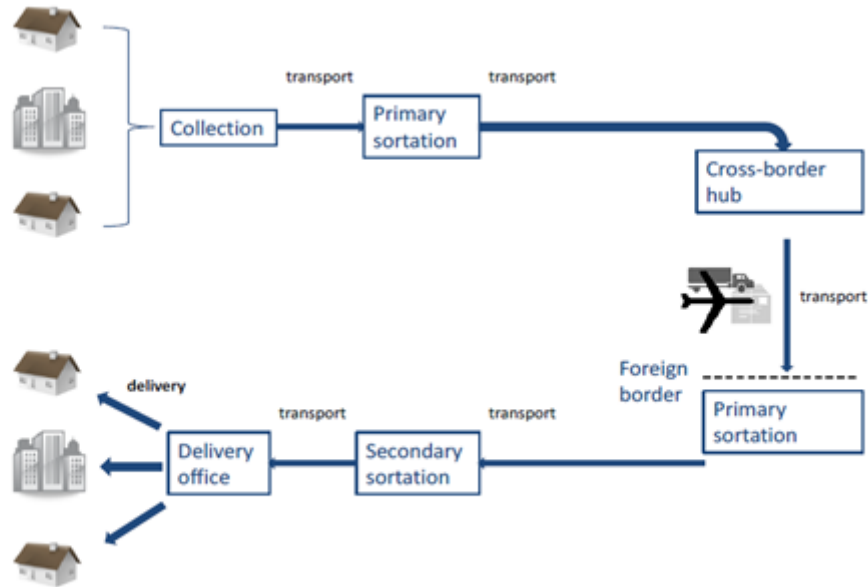 transport
transport
Collection
Primary
sortation
Cross-border
hub
transport
Foreign
border
Primary
sortation
transport
Secondary
sortation
transport
Delivery
office
delivery